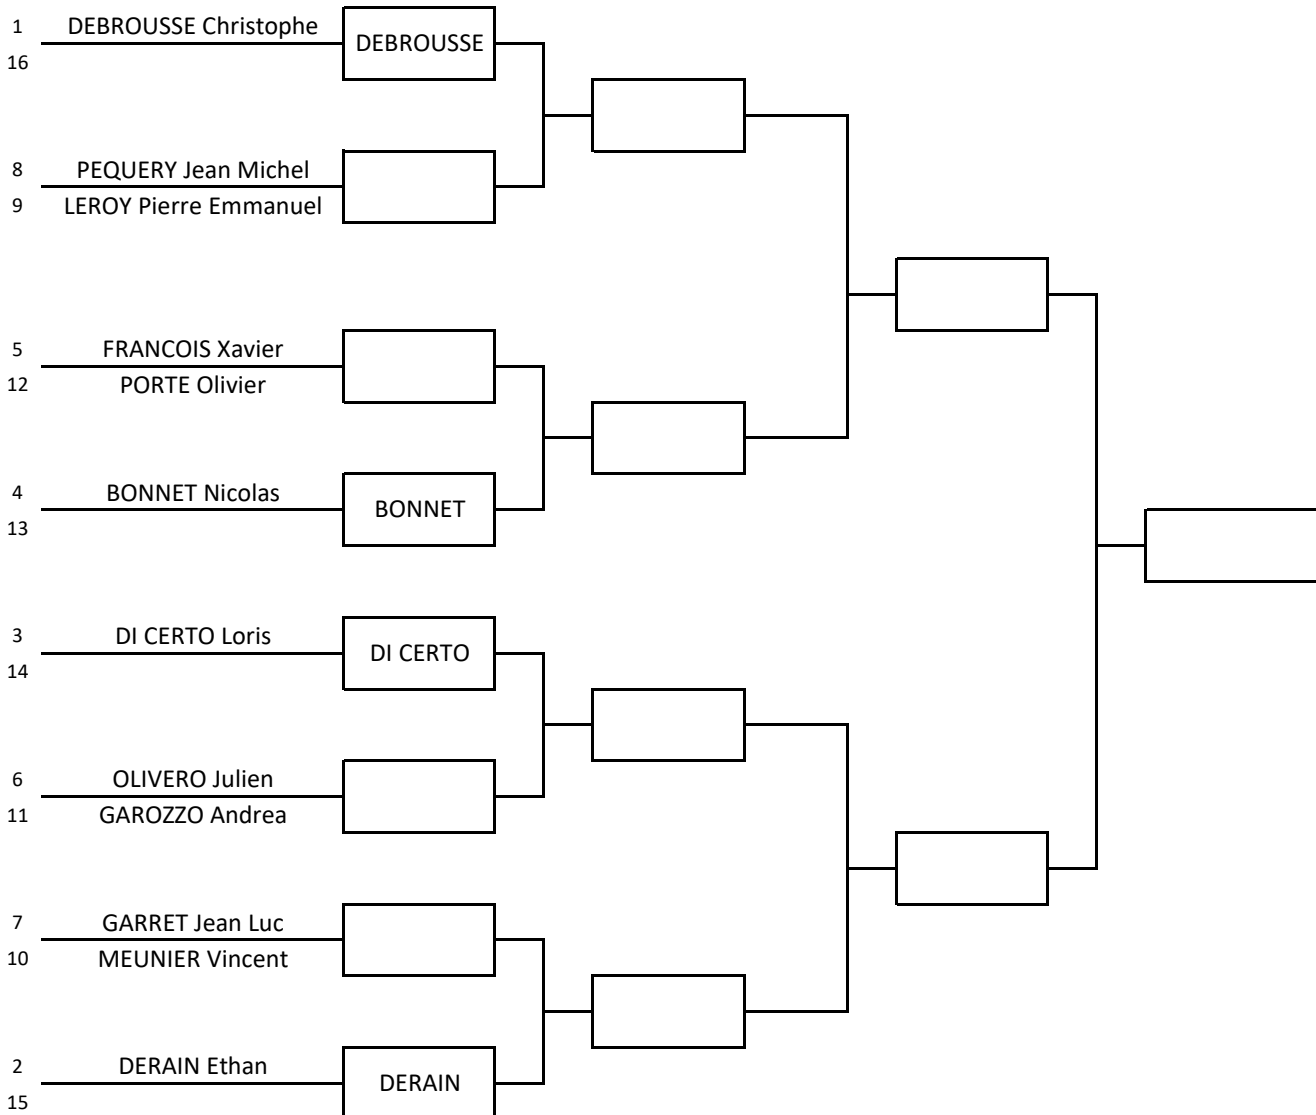 1 DEBROUSSE Christophe
DEBROUSSE
16
8 PEQUERY Jean Michel
9 LEROY Pierre Emmanuel
5 FRANCOIS Xavier
12 PORTE Olivier
4 BONNET Nicolas
BONNET
13
3 DI CERTO Loris
DI CERTO
14
6 OLIVERO Julien
11 GAROZZO Andrea
7 GARRET Jean Luc
10 MEUNIER Vincent
2 DERAIN Ethan
DERAIN
15